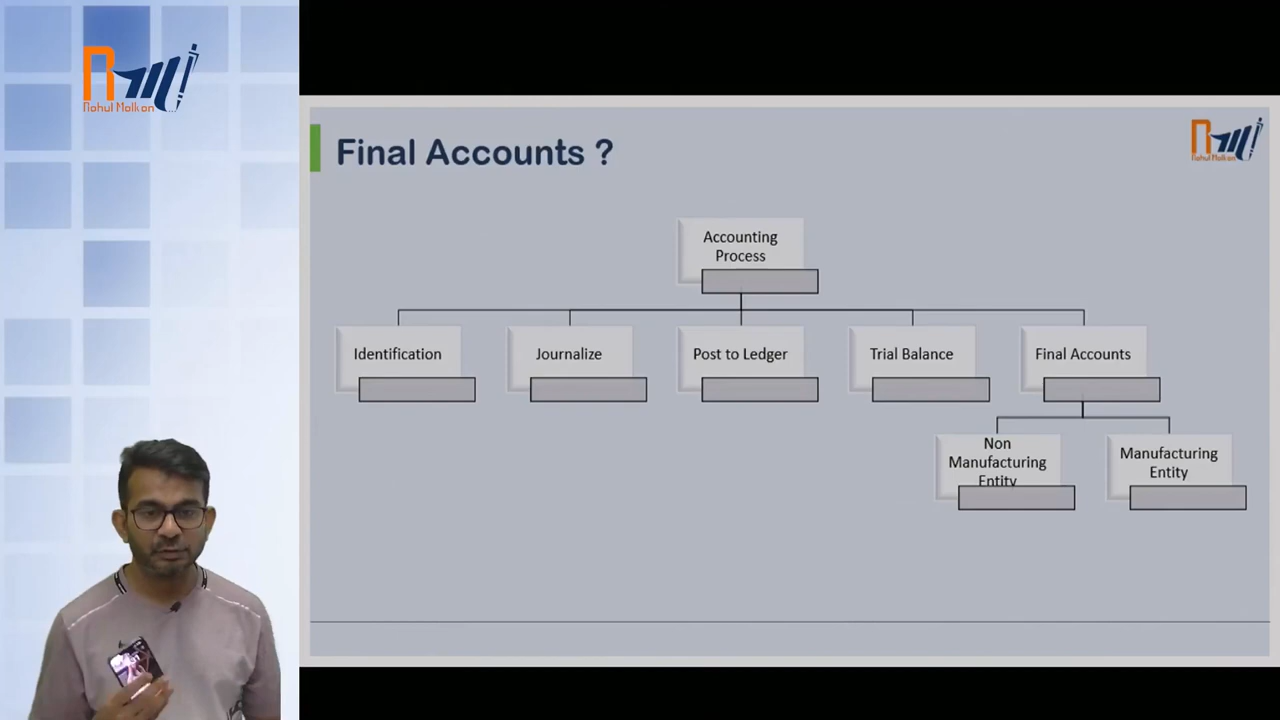 Rahul Malkan
Final Accounts ?
Rahul Malkan
Accounting
Process
Identification
Journalize
Post to Ledger
Trial Balance
Final Accounts
Non
Manufacturing
Entity
Manufacturing
Entity